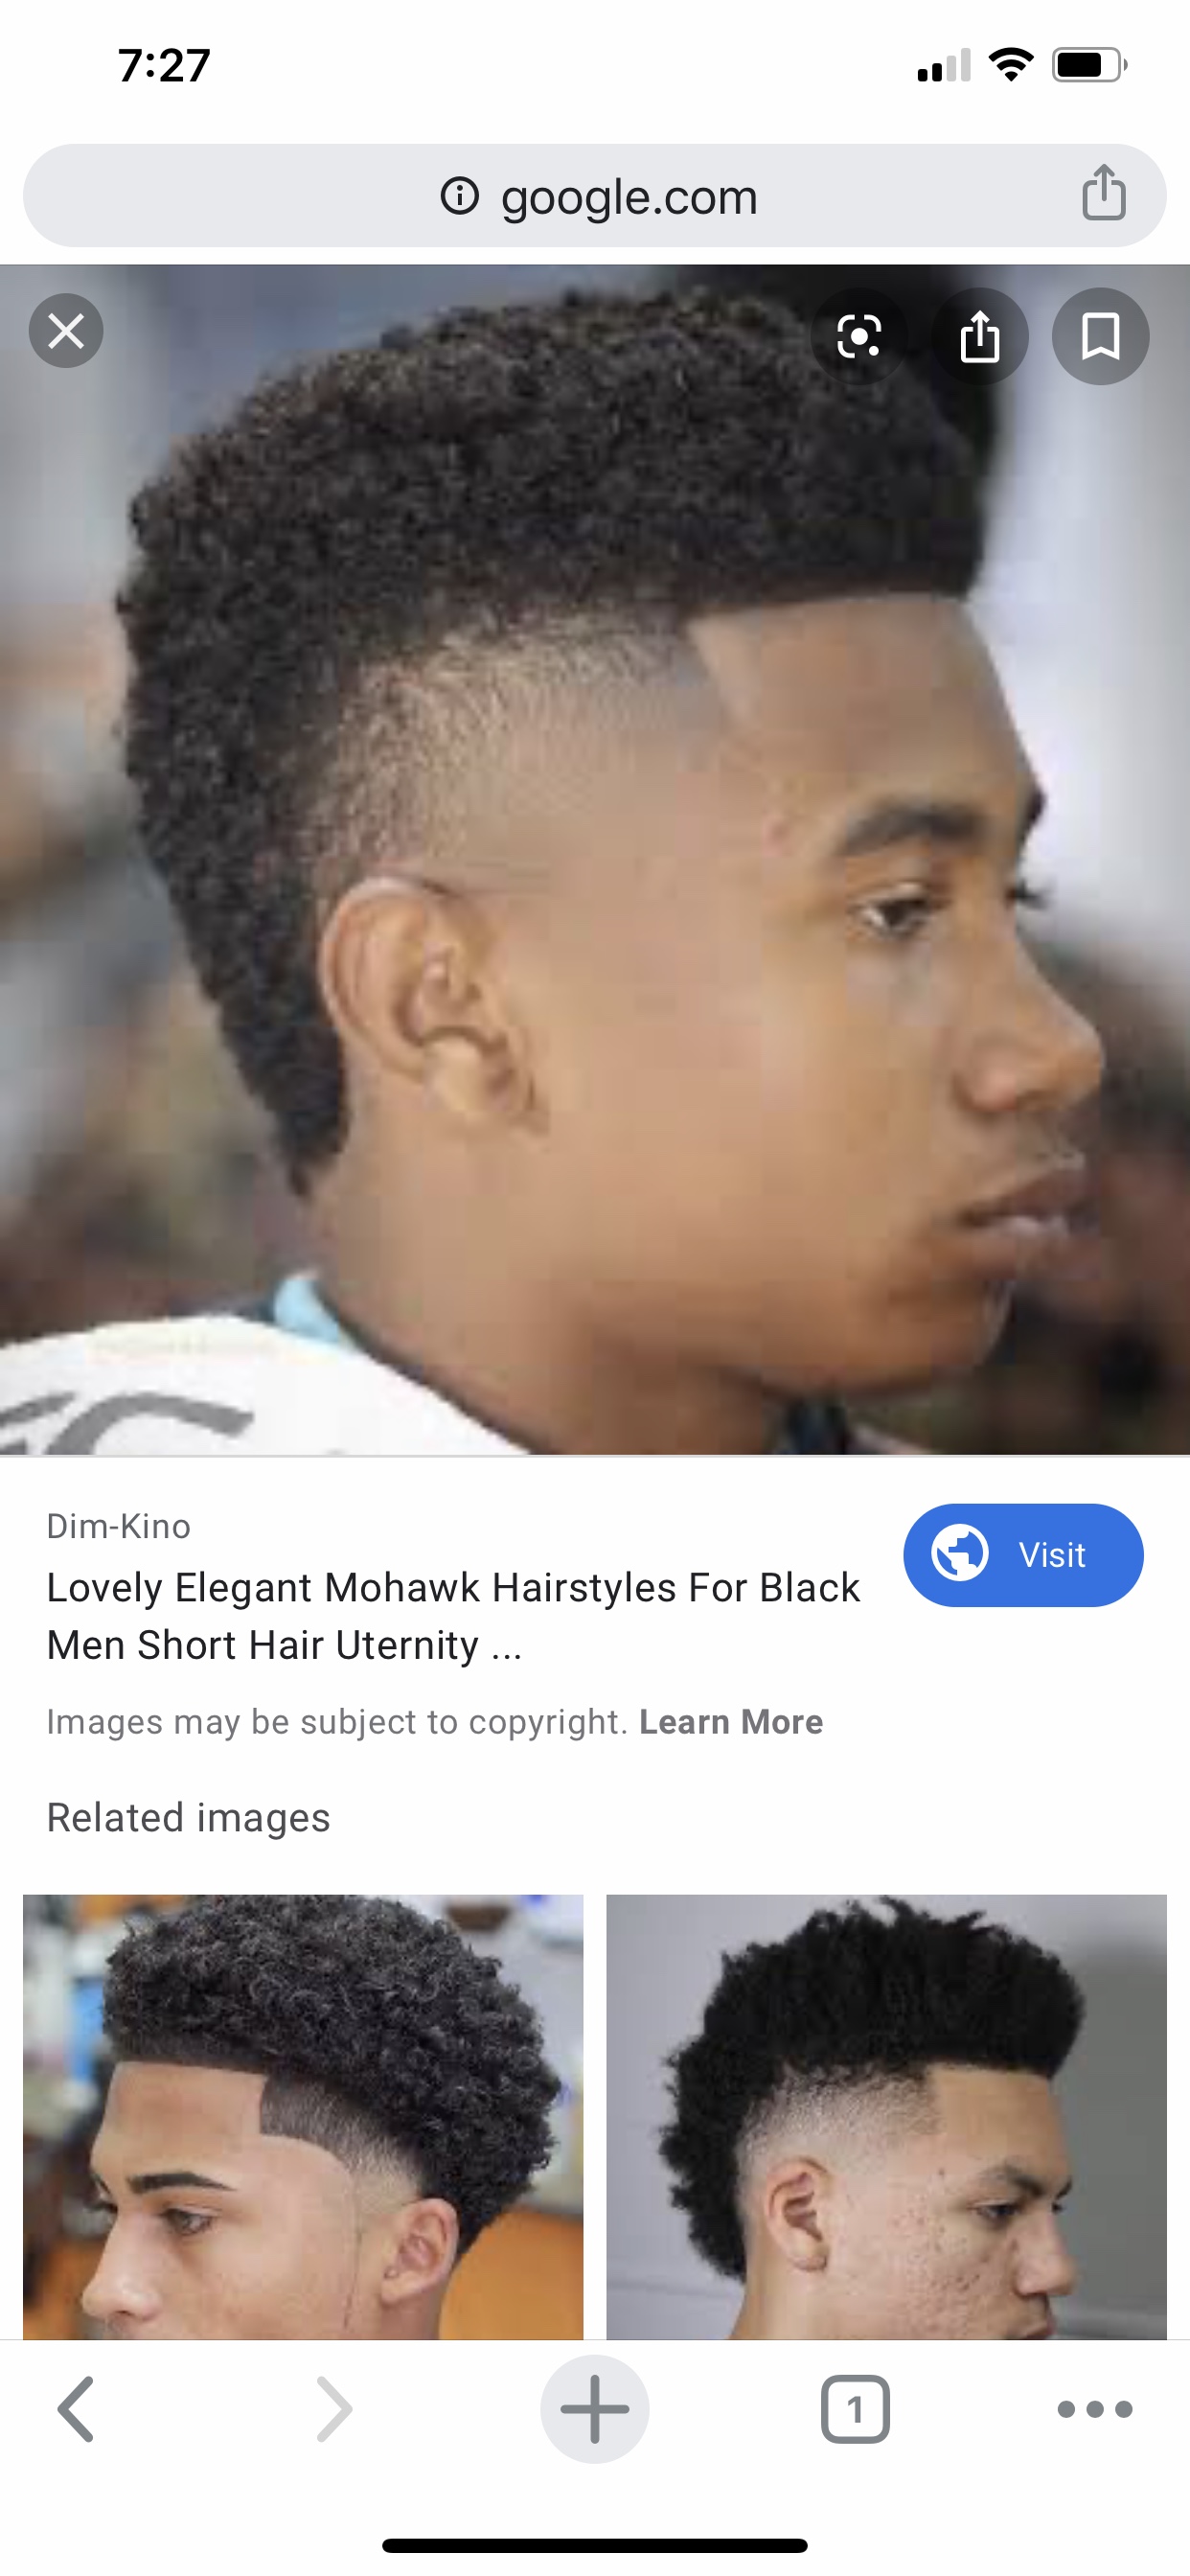 7:27
google.com
Dim-Kino
Visit
Lovely Elegant Mohawk Hairstyles For Black
Men Short Hair Uternity ...
Images may be subject to copyright. Learn More
Related images
1